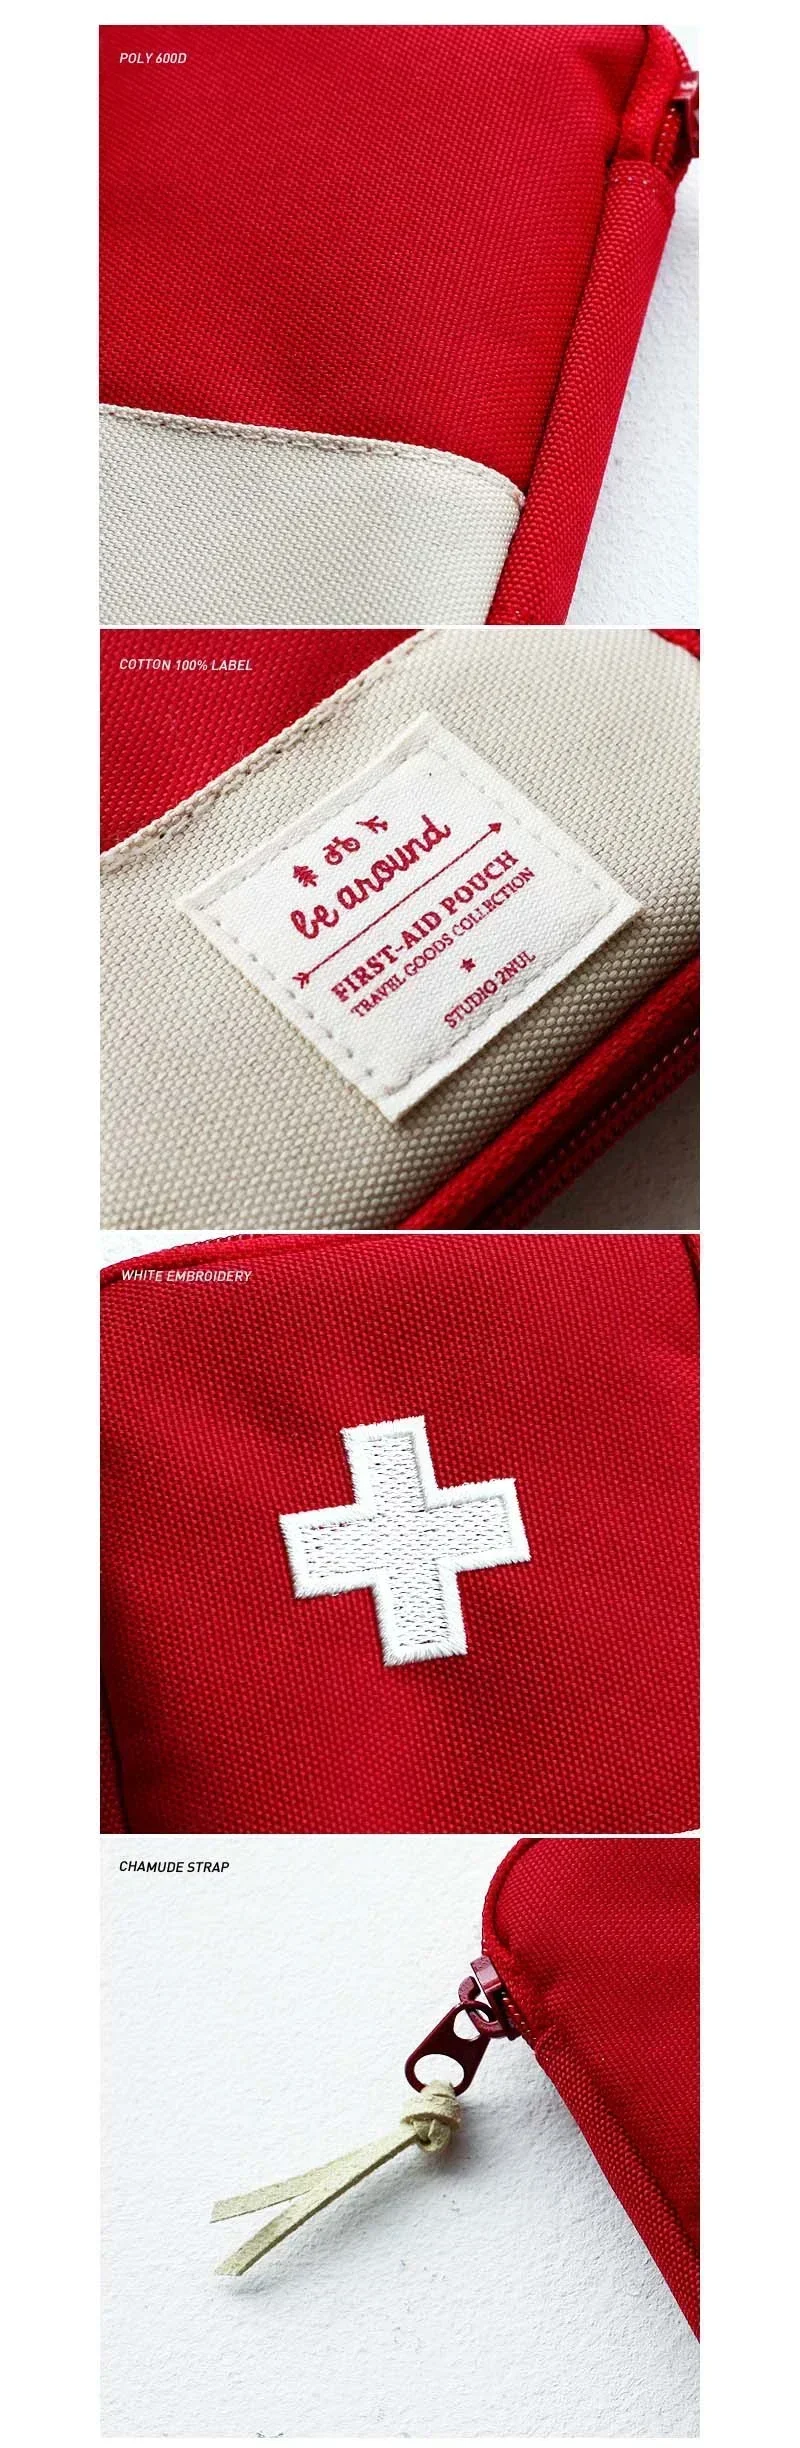 POLY 600D
COTTON 100% LABEL
be around
FIRST-AID POUCH
TRAVEL GOODS COLLECTION
STUDIO 2NUL
WHITE EMBROIDERY
CHAMUDE STRAP